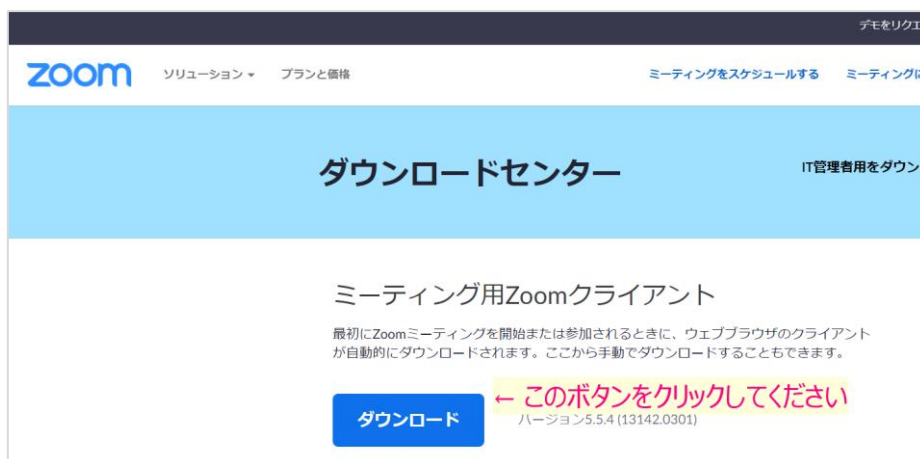 デモをリクエ
zoom ソリューション プランと価格 ミーティングをスケジュールする ミーティングに
ダウンロードセンター IT管理者用をダウン
ミーティング用Zoomクライアント
最初にZoomミーティングを開始または参加されるときに、ウェブブラウザのクライアント
が自動的にダウンロードされます。ここから手動でダウンロードすることもできます。
← このボタンをクリックしてください
ダウンロード バージョン5.5.4 (13142.0301)